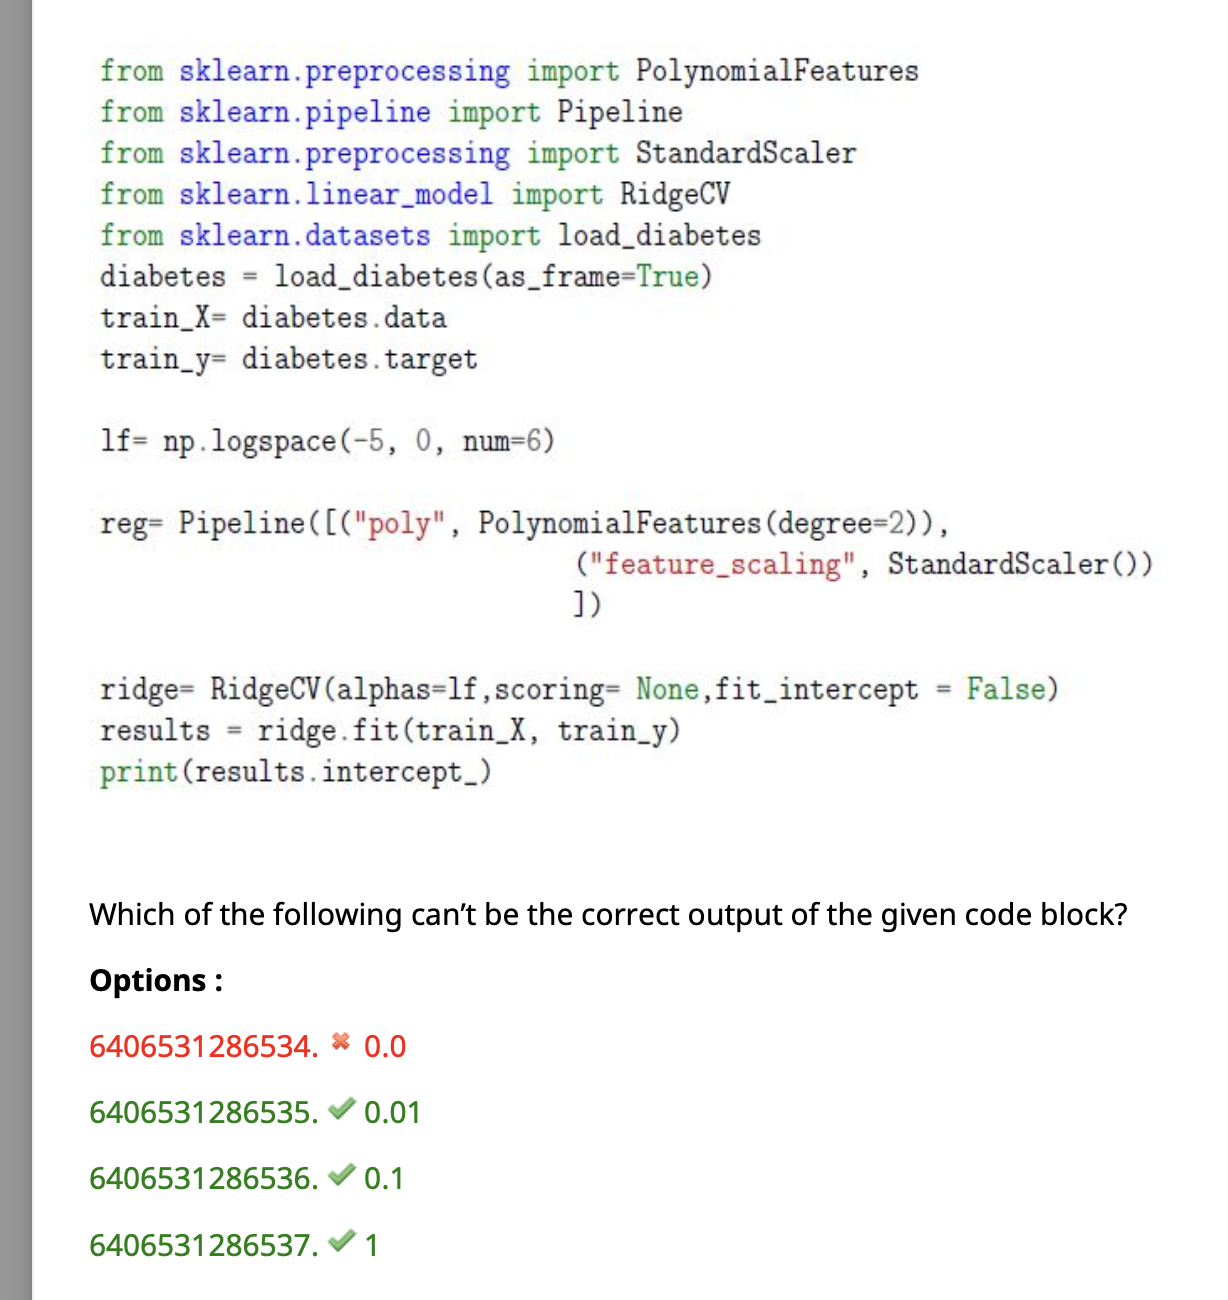 from sklearn.preprocessing import PolynomialFeatures
from sklearn.pipeline import Pipeline
from sklearn.preprocessing import StandardScaler
from sklearn.linear_model import RidgeCV
from sklearn.datasets import load_diabetes
diabetes = load_diabetes(as_frame=True)
train_X= diabetes.data
train_y= diabetes.target
lf= np.logspace(-5, 0, num=6)
reg= Pipeline([("poly", PolynomialFeatures(degree=2)),
("feature_scaling", StandardScaler())
])
ridge= RidgeCV(alphas=lf,scoring= None,fit_intercept = False)
results = ridge.fit(train_X, train_y)
print(results.intercept_)
Which of the following can’t be the correct output of the given code block?
Options :
6406531286534. ✖ 0.0
6406531286535. ✔ 0.01
6406531286536. ✔ 0.1
6406531286537. ✔ 1